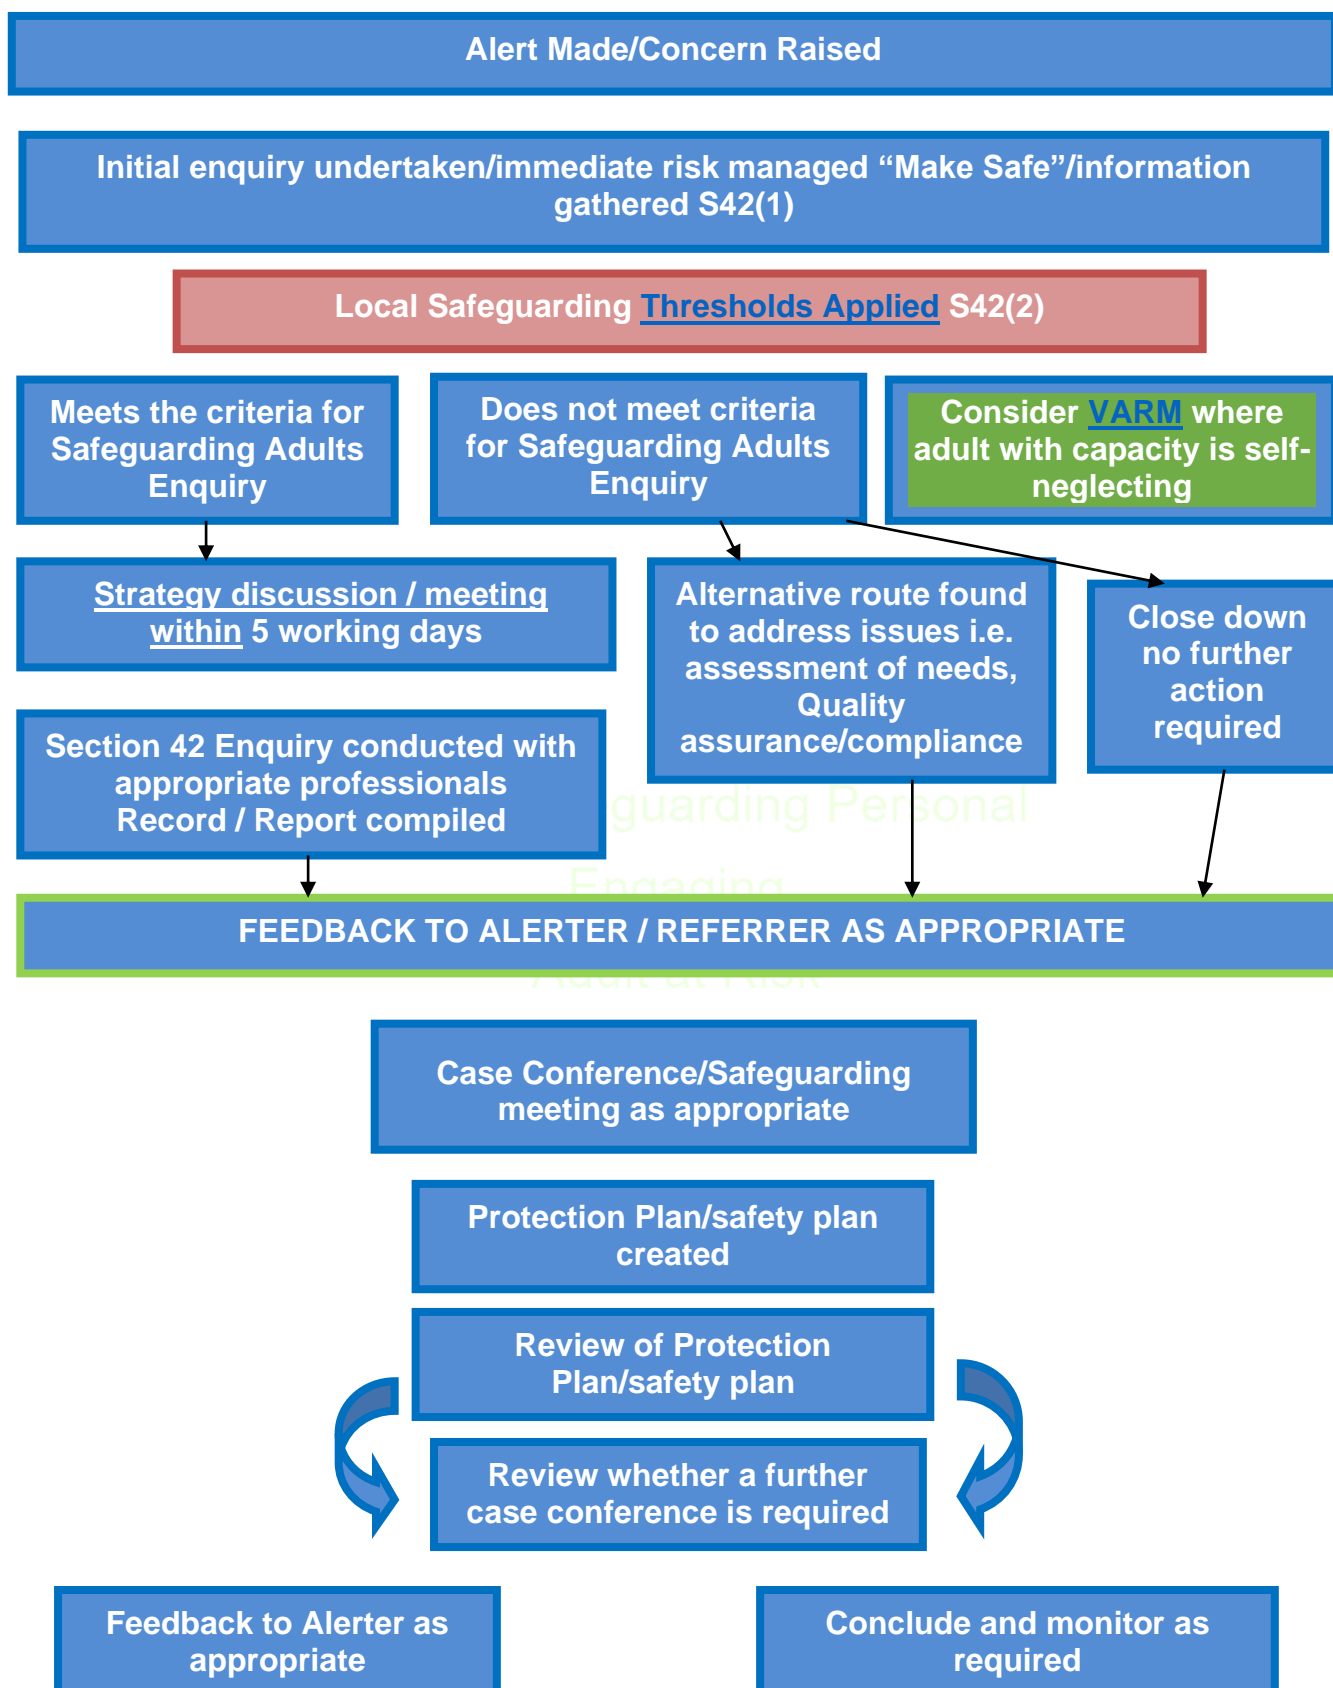 Alert Made/Concern Raised
Initial enquiry undertaken/immediate risk managed “Make Safe”/information
gathered S42(1)
Local Safeguarding Thresholds Applied S42(2)
Meets the criteria for
Safeguarding Adults
Enquiry
Does not meet criteria
for Safeguarding Adults
Enquiry
Consider VARM where
adult with capacity is self-
neglecting
Strategy discussion / meeting
within 5 working days
Alternative route found
to address issues i.e.
assessment of needs,
Quality
assurance/compliance
Close down
no further
action
required
Section 42 Enquiry conducted with
appropriate professionals
Record / Report compiled
guarding Personal
Engaging
FEEDBACK TO ALERTER / REFERRER AS APPROPRIATE
Adult at Risk
Case Conference/Safeguarding
meeting as appropriate
Protection Plan/safety plan
created
Review of Protection
Plan/safety plan
Review whether a further
case conference is required
Feedback to Alerter as
appropriate
Conclude and monitor as
required